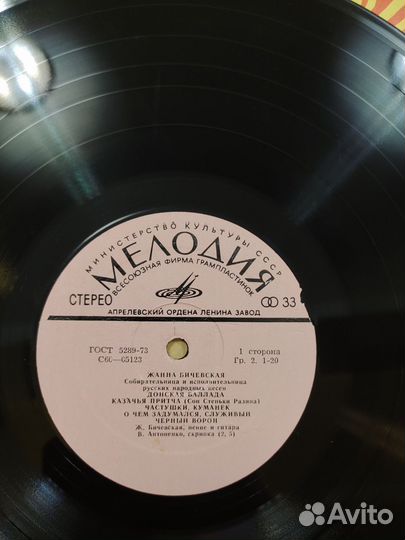 МИНИСТЕРСТВО КУЛЬТУРЫ СССР
МЕЛОДИЯ
ВСЕСОЮЗНАЯ ФИРМА ГРАМПЛАСТИНОК
СТЕРЕО
33
АПРЕЛЕВСКИЙ ОРДЕНА ЛЕНИНА ЗАВОД
ГОСТ 5289-73
1 сторона
С60—05123
Гр. 2. 1-20
ЖАННА БИЧЕВСКАЯ
Собирательница и исполнительница
русских народных песен
ДОНСКАЯ БАЛЛАДА
КАЗАЧЬЯ ПРИТЧА (Сон Степьки Разина)
ЧАСТУШКИ, КУМАНЕК
О ЧЕМ ЗАДУМАЛСЯ, СЛУЖИВЫЙ
ЧЕРНЫЙ ВОРОН
Ж. Бичевская, пение и гитара
В. Антоненко, скрипка (2, 5)
Avito